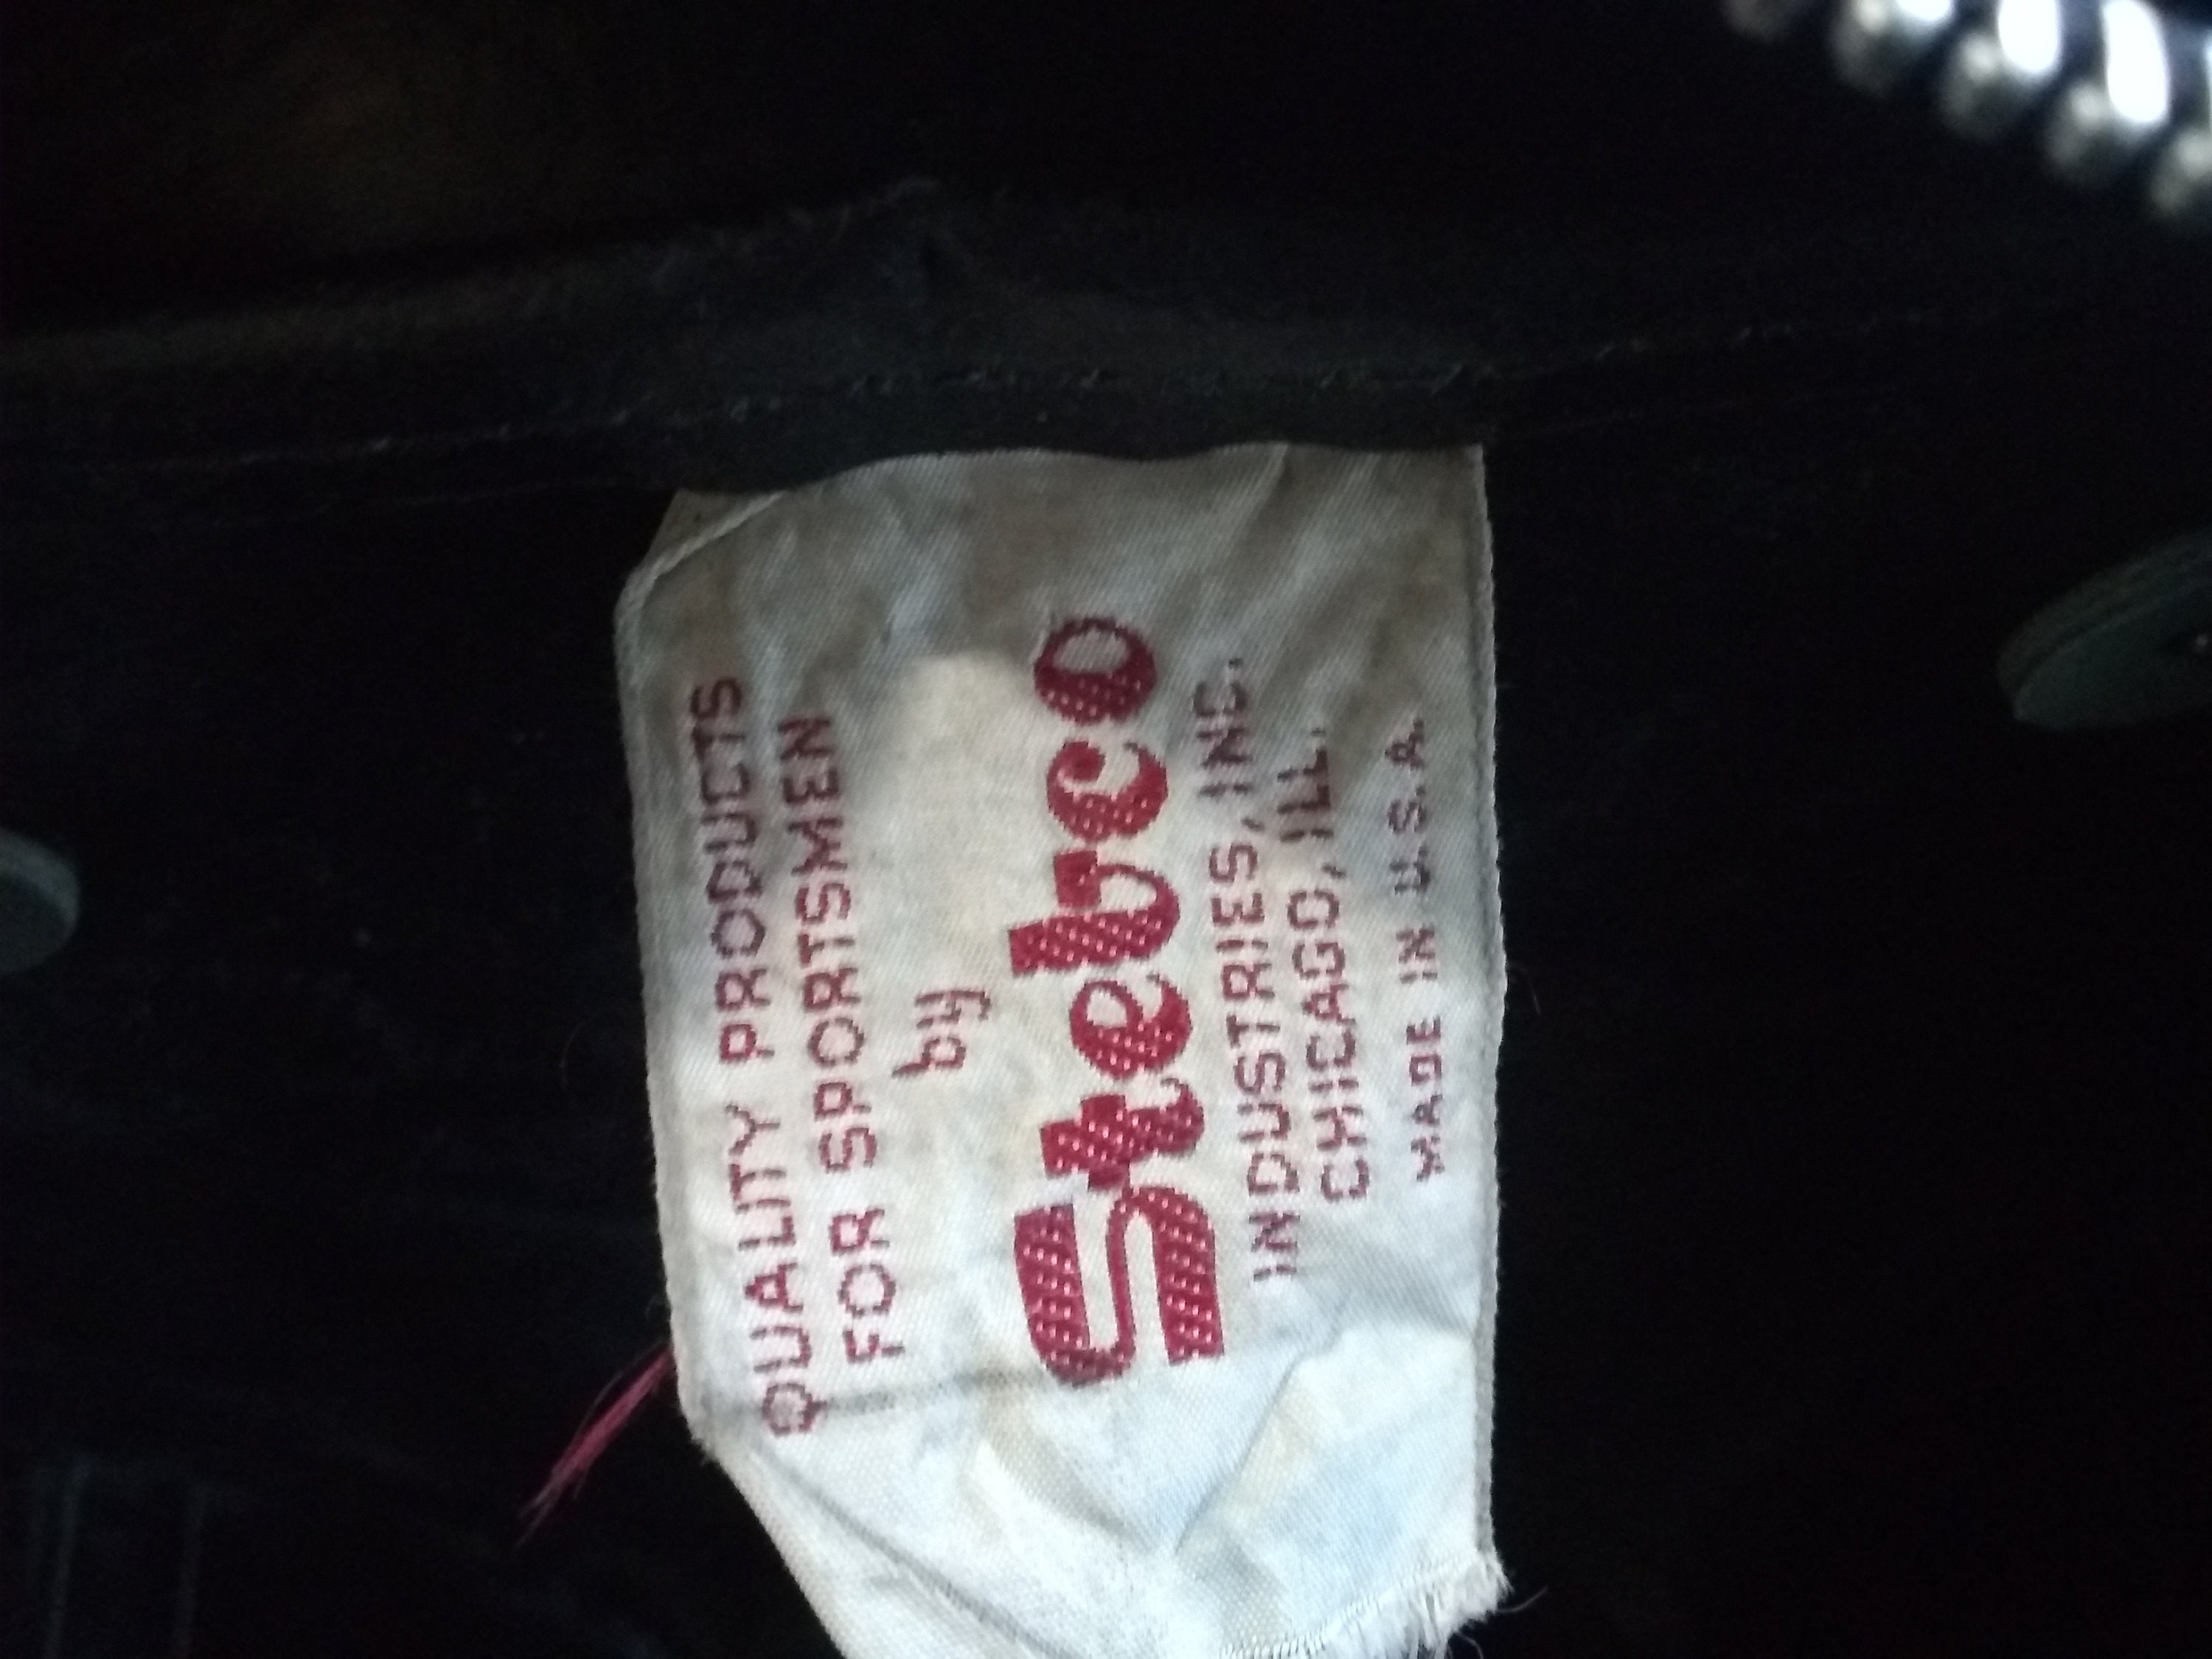 QUALITY PRODUCTS
FOR SPORTSMEN
by
Stebco
INDUSTRIES, INC.
CHICAGO, ILL.
MADE IN U.S.A.